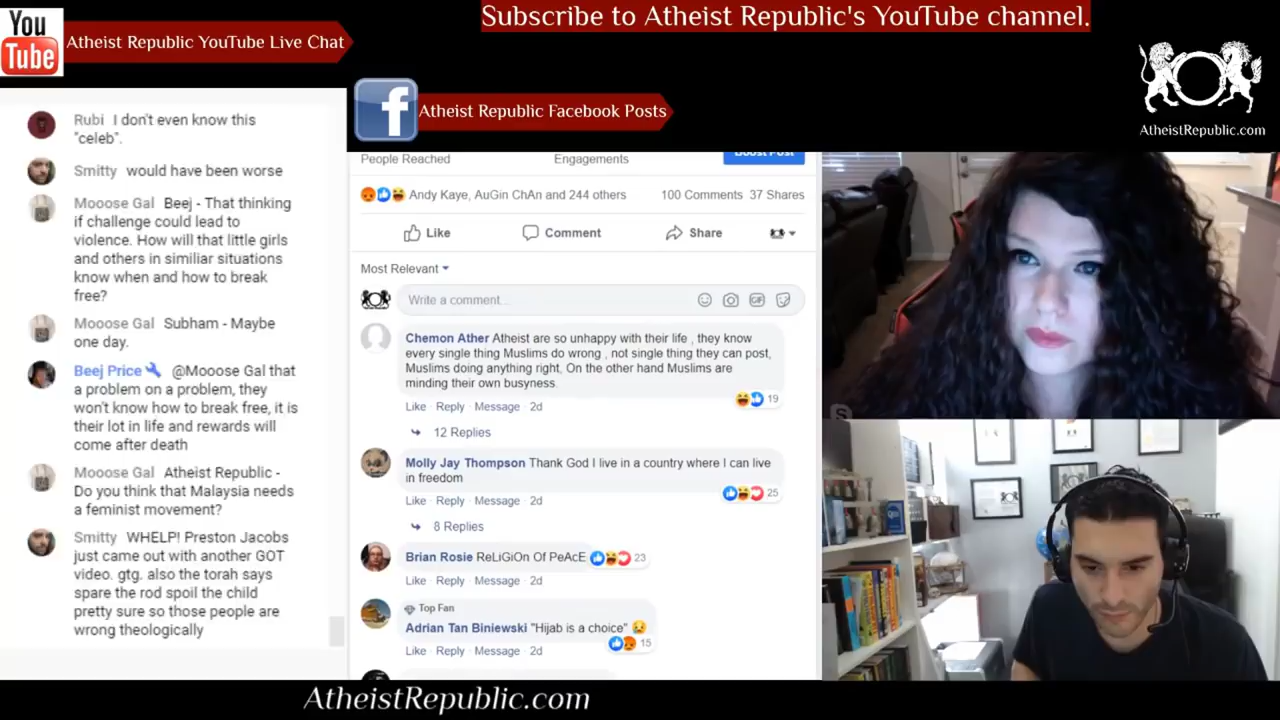 Subscribe to Atheist Republic's YouTube channel.
You
Tube
Atheist Republic YouTube Live Chat
AtheistRepublic.com
Atheist Republic Facebook Posts
Rubi I don't even know this
"celeb".
Smitty would have been worse
Mooose Gal Beej - That thinking
if challenge could lead to
violence. How will that little girls
and others in similiar situations
know when and how to break
free?
Mooose Gal Subham - Maybe
one day.
Beej Price @Mooose Gal that
a problem on a problem, they
won't know how to break free, it is
their lot in life and rewards will
come after death
Mooose Gal Atheist Republic -
Do you think that Malaysia needs
a feminist movement?
Smitty WHELP! Preston Jacobs
just came out with another GOT
video. gtg. also the torah says
spare the rod spoil the child
pretty sure so those people are
wrong theologically
People Reached Engagements Boost Post
Andy Kaye, AuGin ChAn and 244 others 100 Comments 37 Shares
Like Comment Share
Most Relevant
Write a comment...
GIF
Chemon Ather Atheist are so unhappy with their life , they know
every single thing Muslims do wrong , not single thing they can post,
Muslims doing anything right, On the other hand Muslims are
minding their own busyness.
19
Like · Reply · Message · 2d
12 Replies
Molly Jay Thompson Thank God I live in a country where I can live
in freedom
25
Like · Reply · Message · 2d
8 Replies
Brian Rosie ReLiGiOn Of PeAcE 23
Like · Reply · Message · 2d
Top Fan
Adrian Tan Biniewski "Hijab is a choice"
15
Like · Reply · Message · 2d
AtheistRepublic.com